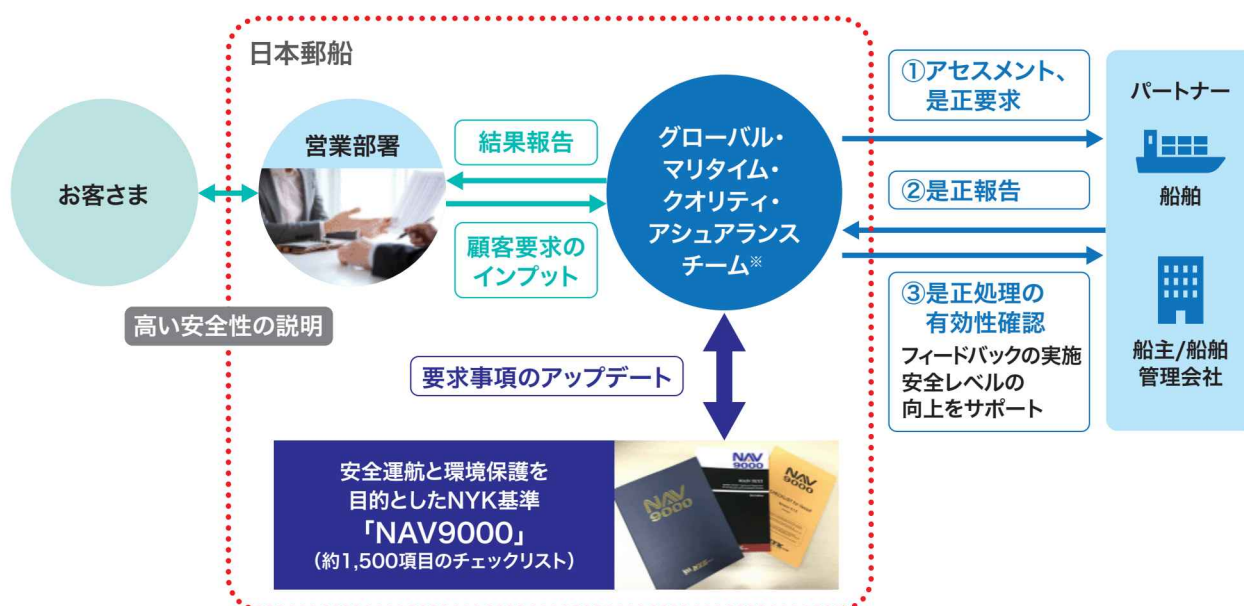 日本郵船
お客さま
営業部署
結果報告
顧客要求の
インプット
高い安全性の説明
グローバル・
マリタイム・
クオリティ・
アシュアランス
チーム※
①アセスメント、
是正要求
②是正報告
③是正処理の
有効性確認
フィードバックの実施
安全レベルの
向上をサポート
パートナー
船舶
船主/船舶
管理会社
要求事項のアップデート
安全運航と環境保護を
目的としたNYK基準
「NAV9000」
（約1,500項目のチェックリスト）
NAV
9000
NAV
9000
NAV
9000